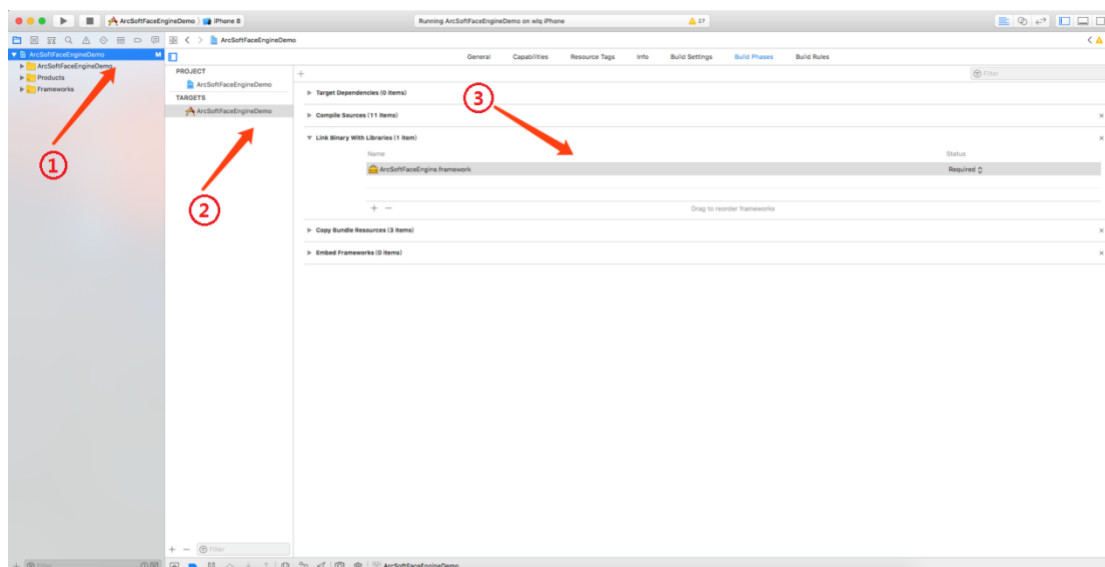 ArcSoftFaceEngineDemo iPhone 8
Running ArcSoftFaceEngineDemo on wlq iPhone
27
ArcSoftFaceEngineDemo
ArcSoftFaceEngineDemo M
ArcSoftFaceEngineDemo
Products
Frameworks
General Capabilities Resource Tags Info Build Settings Build Phases Build Rules
PROJECT
ArcSoftFaceEngineDemo
TARGETS
ArcSoftFaceEngineDemo
+ Filter
Target Dependencies (0 items)
Compile Sources (11 items)
Link Binary With Libraries (1 item)
Name Status
ArcSoftFaceEngine.framework Required
+ − Drag to reorder frameworks
Copy Bundle Resources (3 items)
Embed Frameworks (0 items)
①
②
③
+ − Filter
+ Filter
ArcSoftFaceEngineDemo